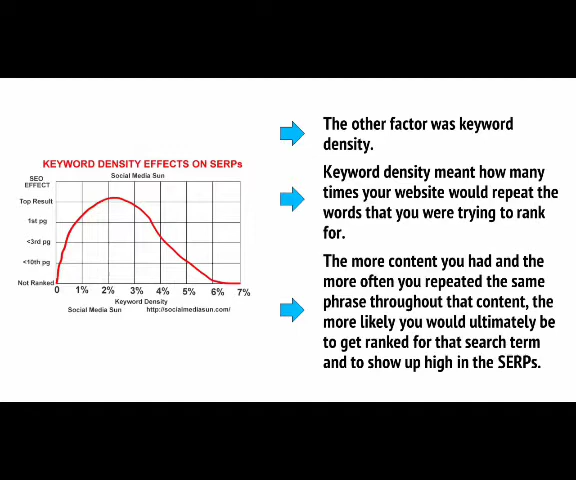 KEYWORD DENSITY EFFECTS ON SERPs
Social Media Sun
SEO
EFFECT
Top Result
1st pg
<3rd pg
<10th pg
Not Ranked
0 1% 2% 3% 4% 5% 6% 7%
Keyword Density
Social Media Sun http://socialmediasun.com/
The other factor was keyword
density.
Keyword density meant how many
times your website would repeat the
words that you were trying to rank
for.
The more content you had and the
more often you repeated the same
phrase throughout that content, the
more likely you would ultimately be
to get ranked for that search term
and to show up high in the SERPs.